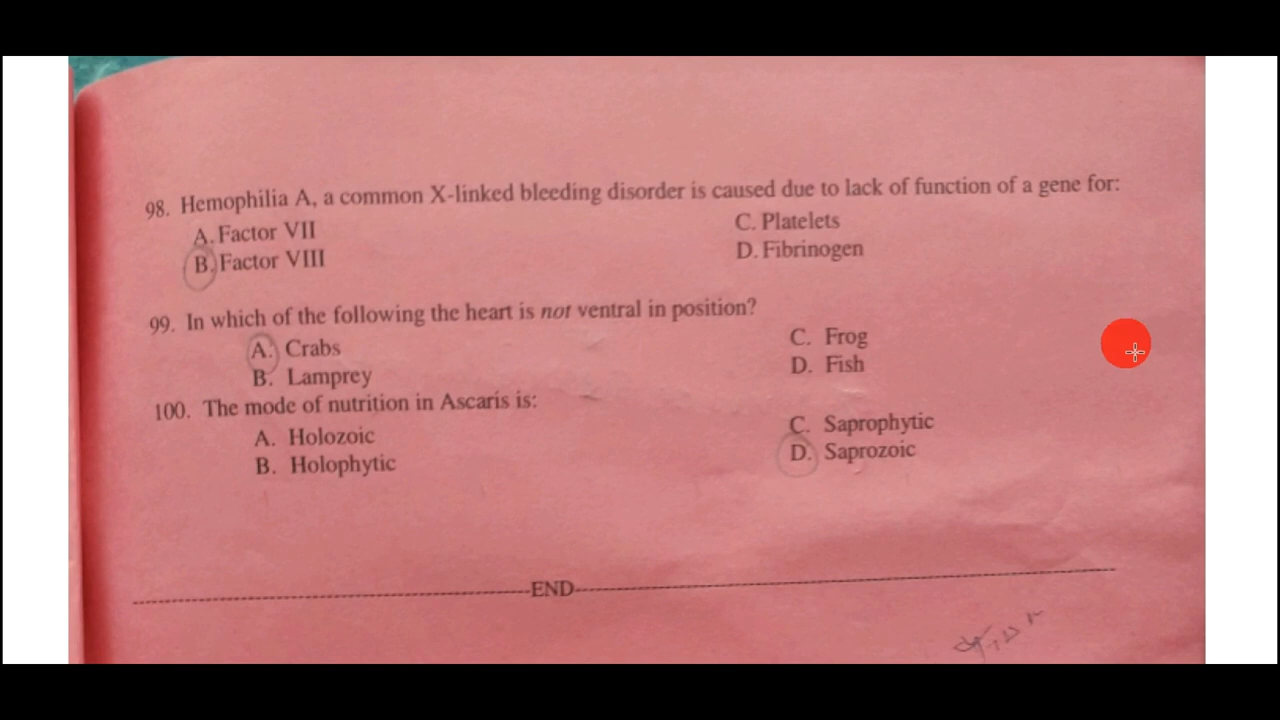 98. Hemophilia A, a common X-linked bleeding disorder is caused due to lack of function of a gene for:
A. Factor VII
C. Platelets
B. Factor VIII
D. Fibrinogen
99. In which of the following the heart is not ventral in position?
A. Crabs
C. Frog
B. Lamprey
D. Fish
100. The mode of nutrition in Ascaris is:
A. Holozoic
C. Saprophytic
B. Holophytic
D. Saprozoic
END